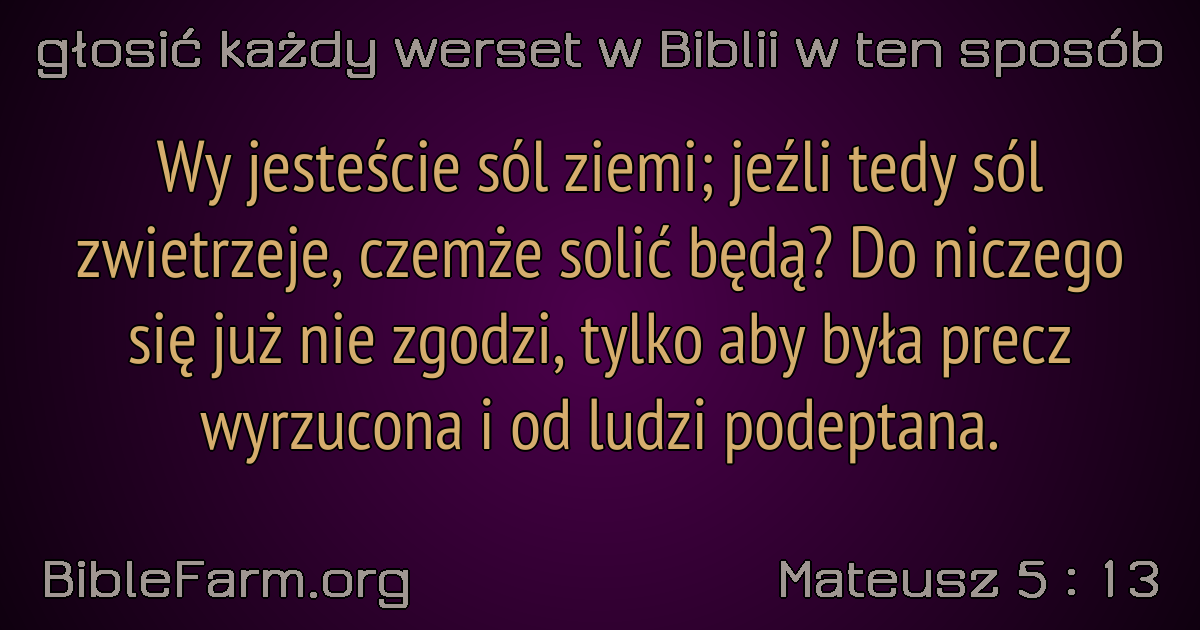 głosić każdy werset w Biblii w ten sposób
Wy jesteście sól ziemi; jeźli tedy sól
zwietrzeje, czemże solić będą? Do niczego
się już nie zgodzi, tylko aby była precz
wyrzucona i od ludzi podeptana.
BibleFarm.org
Mateusz 5 : 13